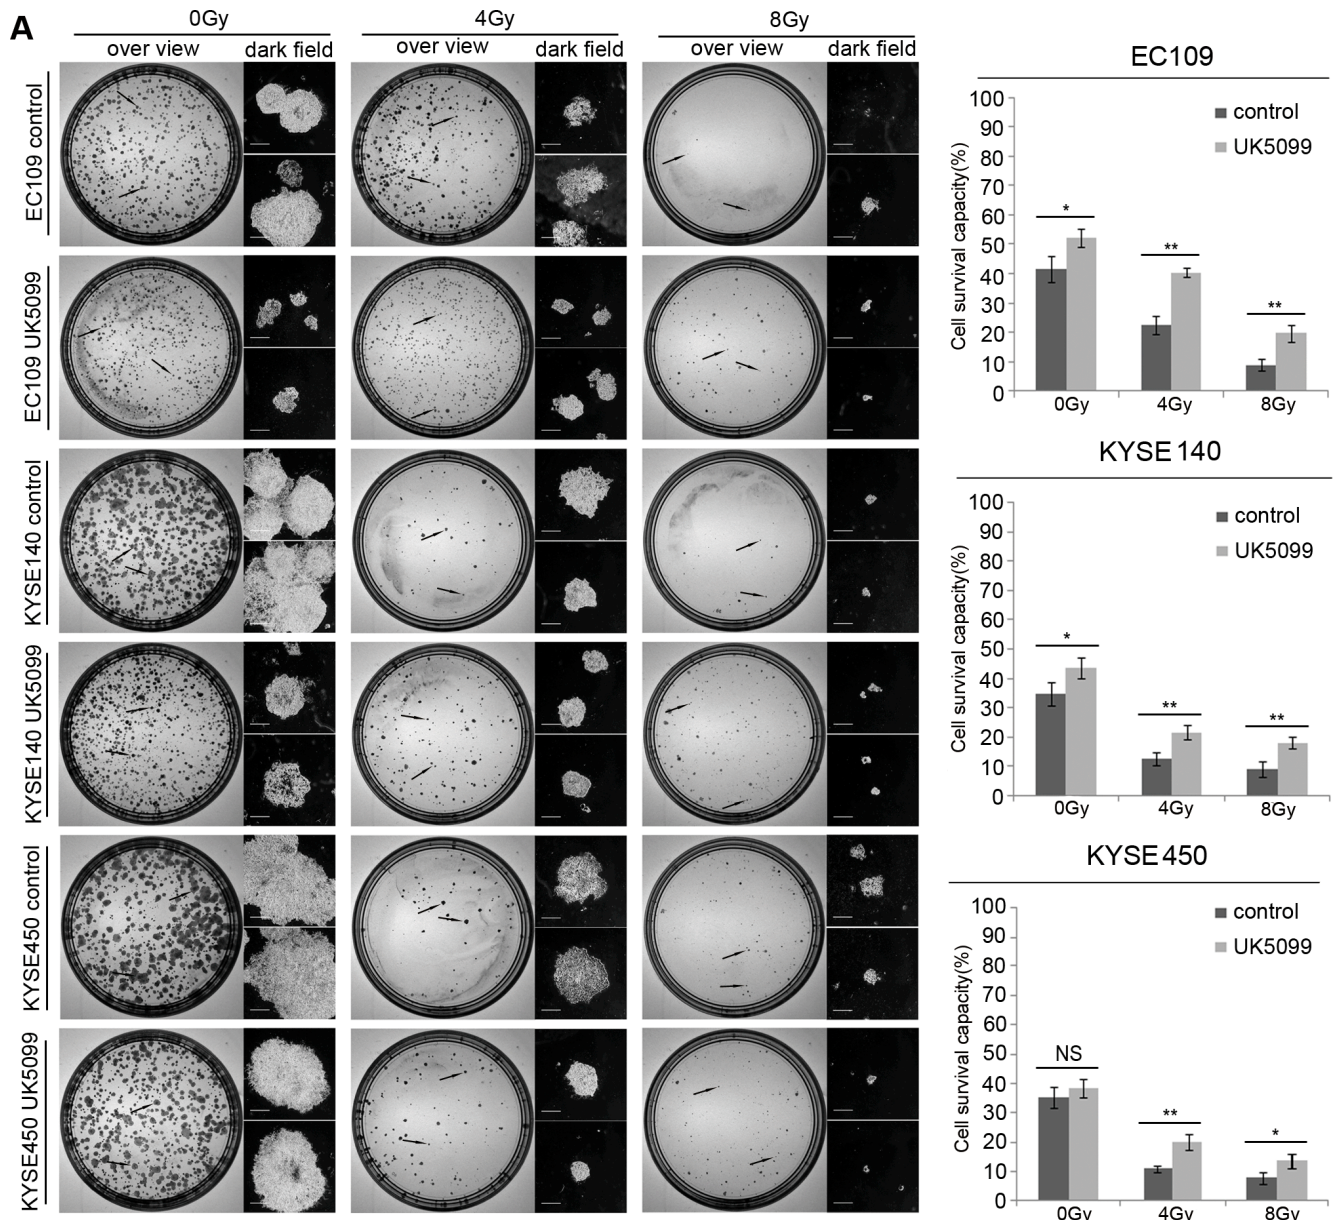 A
0Gy
4Gy
8Gy
over view
dark field
over view
dark field
over view
dark field
EC109 control
EC109 UK5099
KYSE140 control
KYSE140 UK5099
KYSE450 control
KYSE450 UK5099
EC109
Cell survival capacity(%)
100
90
80
70
60
50
40
30
20
10
0
control
UK5099
*
**
**
0Gy
4Gy
8Gy
KYSE 140
Cell survival capacity(%)
100
90
80
70
60
50
40
30
20
10
0
control
UK5099
*
**
**
0Gy
4Gy
8Gy
KYSE 450
Cell survival capacity(%)
100
90
80
70
60
50
40
30
20
10
0
control
UK5099
NS
**
*
0Gy
4Gy
8Gy